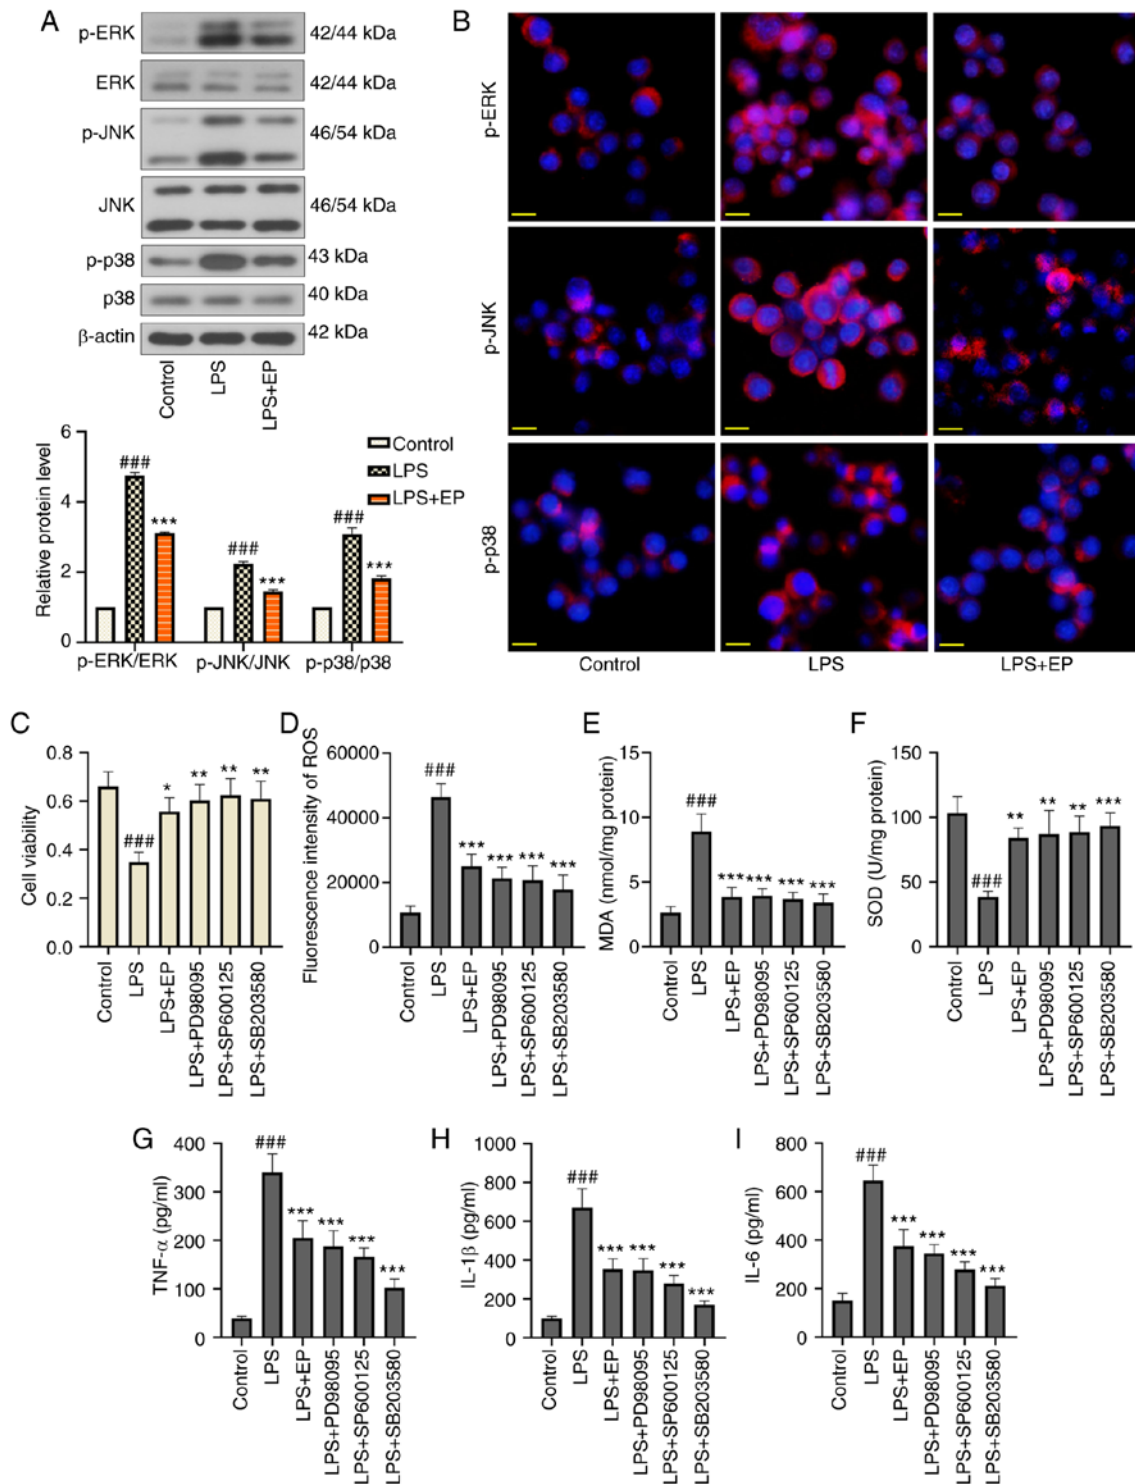 A
p-ERK
42/44 kDa
ERK
42/44 kDa
p-JNK
46/54 kDa
JNK
46/54 kDa
p-p38
43 kDa
p38
40 kDa
β-actin
42 kDa
Control
LPS
LPS+EP
Relative protein level
6
4
2
0
###
***
###
***
###
***
Control
LPS
LPS+EP
p-ERK/ERK
p-JNK/JNK
p-p38/p38
B
p-ERK
p-JNK
p-p38
Control
LPS
LPS+EP
C
Cell viability
0.8
0.6
0.4
0.2
0.0
###
*
**
**
**
Control
LPS
LPS+EP
LPS+PD98095
LPS+SP600125
LPS+SB203580
D
Fluorescence intensity of ROS
60000
40000
20000
0
###
***
***
***
***
Control
LPS
LPS+EP
LPS+PD98095
LPS+SP600125
LPS+SB203580
E
MDA (nmol/mg protein)
15
10
5
0
###
***
***
***
***
Control
LPS
LPS+EP
LPS+PD98095
LPS+SP600125
LPS+SB203580
F
SOD (U/mg protein)
150
100
50
0
###
**
**
**
***
Control
LPS
LPS+EP
LPS+PD98095
LPS+SP600125
LPS+SB203580
G
TNF-α (pg/ml)
400
300
200
100
0
###
***
***
***
***
Control
LPS
LPS+EP
LPS+PD98095
LPS+SP600125
LPS+SB203580
H
IL-1β (pg/ml)
1000
800
600
400
200
0
###
***
***
***
***
Control
LPS
LPS+EP
LPS+PD98095
LPS+SP600125
LPS+SB203580
I
IL-6 (pg/ml)
800
600
400
200
0
###
***
***
***
***
Control
LPS
LPS+EP
LPS+PD98095
LPS+SP600125
LPS+SB203580